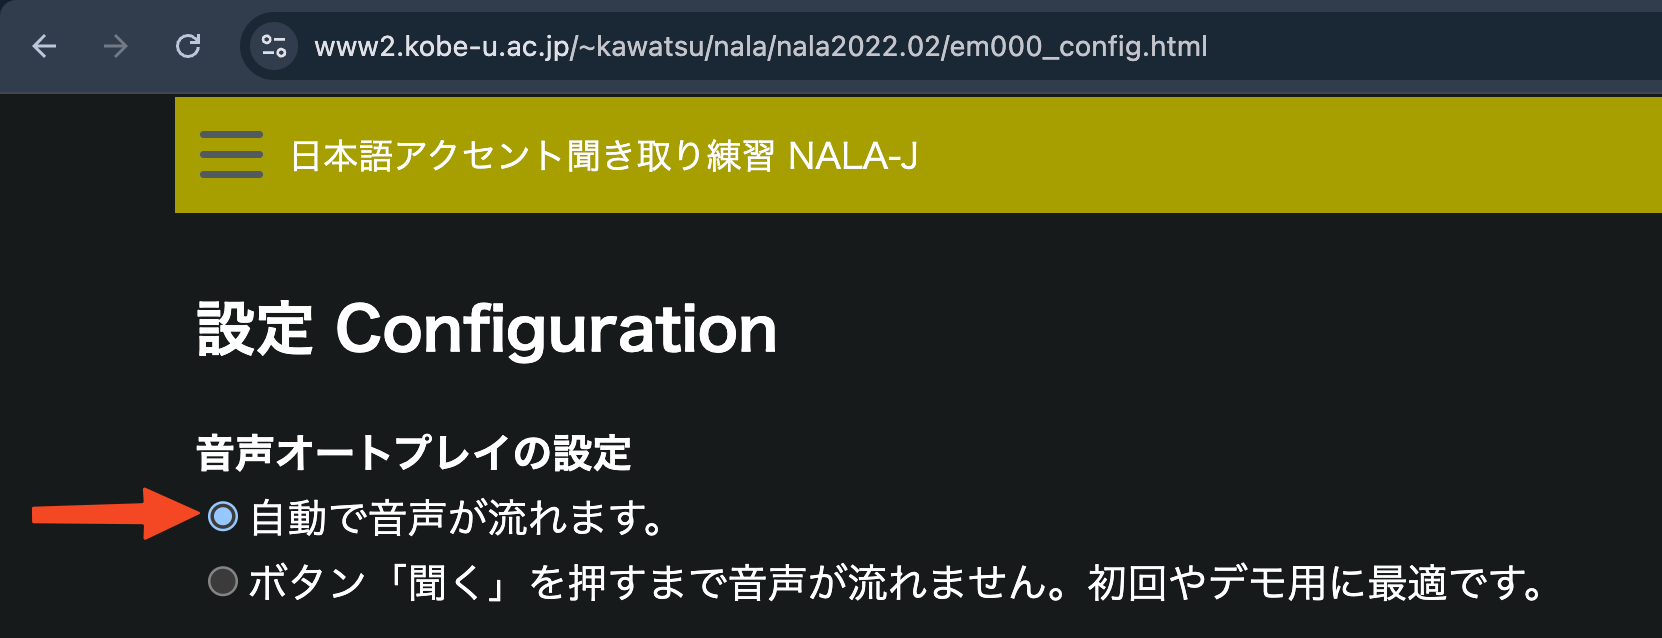 www2.kobe-u.ac.jp/~kawatsu/nala/nala2022.02/em000_config.html
日本語アクセント聞き取り練習 NALA-J
設定 Configuration
音声オートプレイの設定
自動で音声が流れます。
ボタン「聞く」を押すまで音声が流れません。初回やデモ用に最適です。